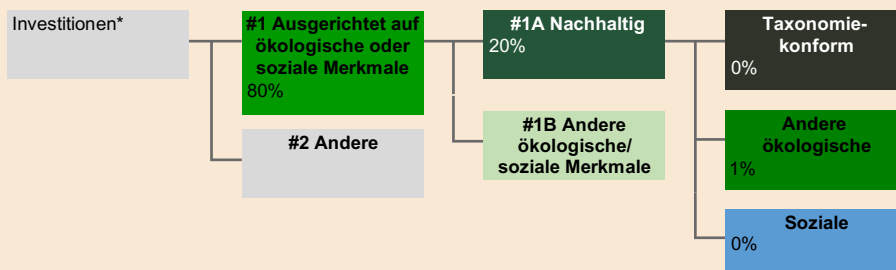 Investitionen*
#1 Ausgerichtet auf
ökologische oder
soziale Merkmale
80%
#2 Andere
#1A Nachhaltig
20%
#1B Andere
ökologische/
soziale Merkmale
Taxonomie-
konform
0%
Andere
ökologische
1%
Soziale
0%